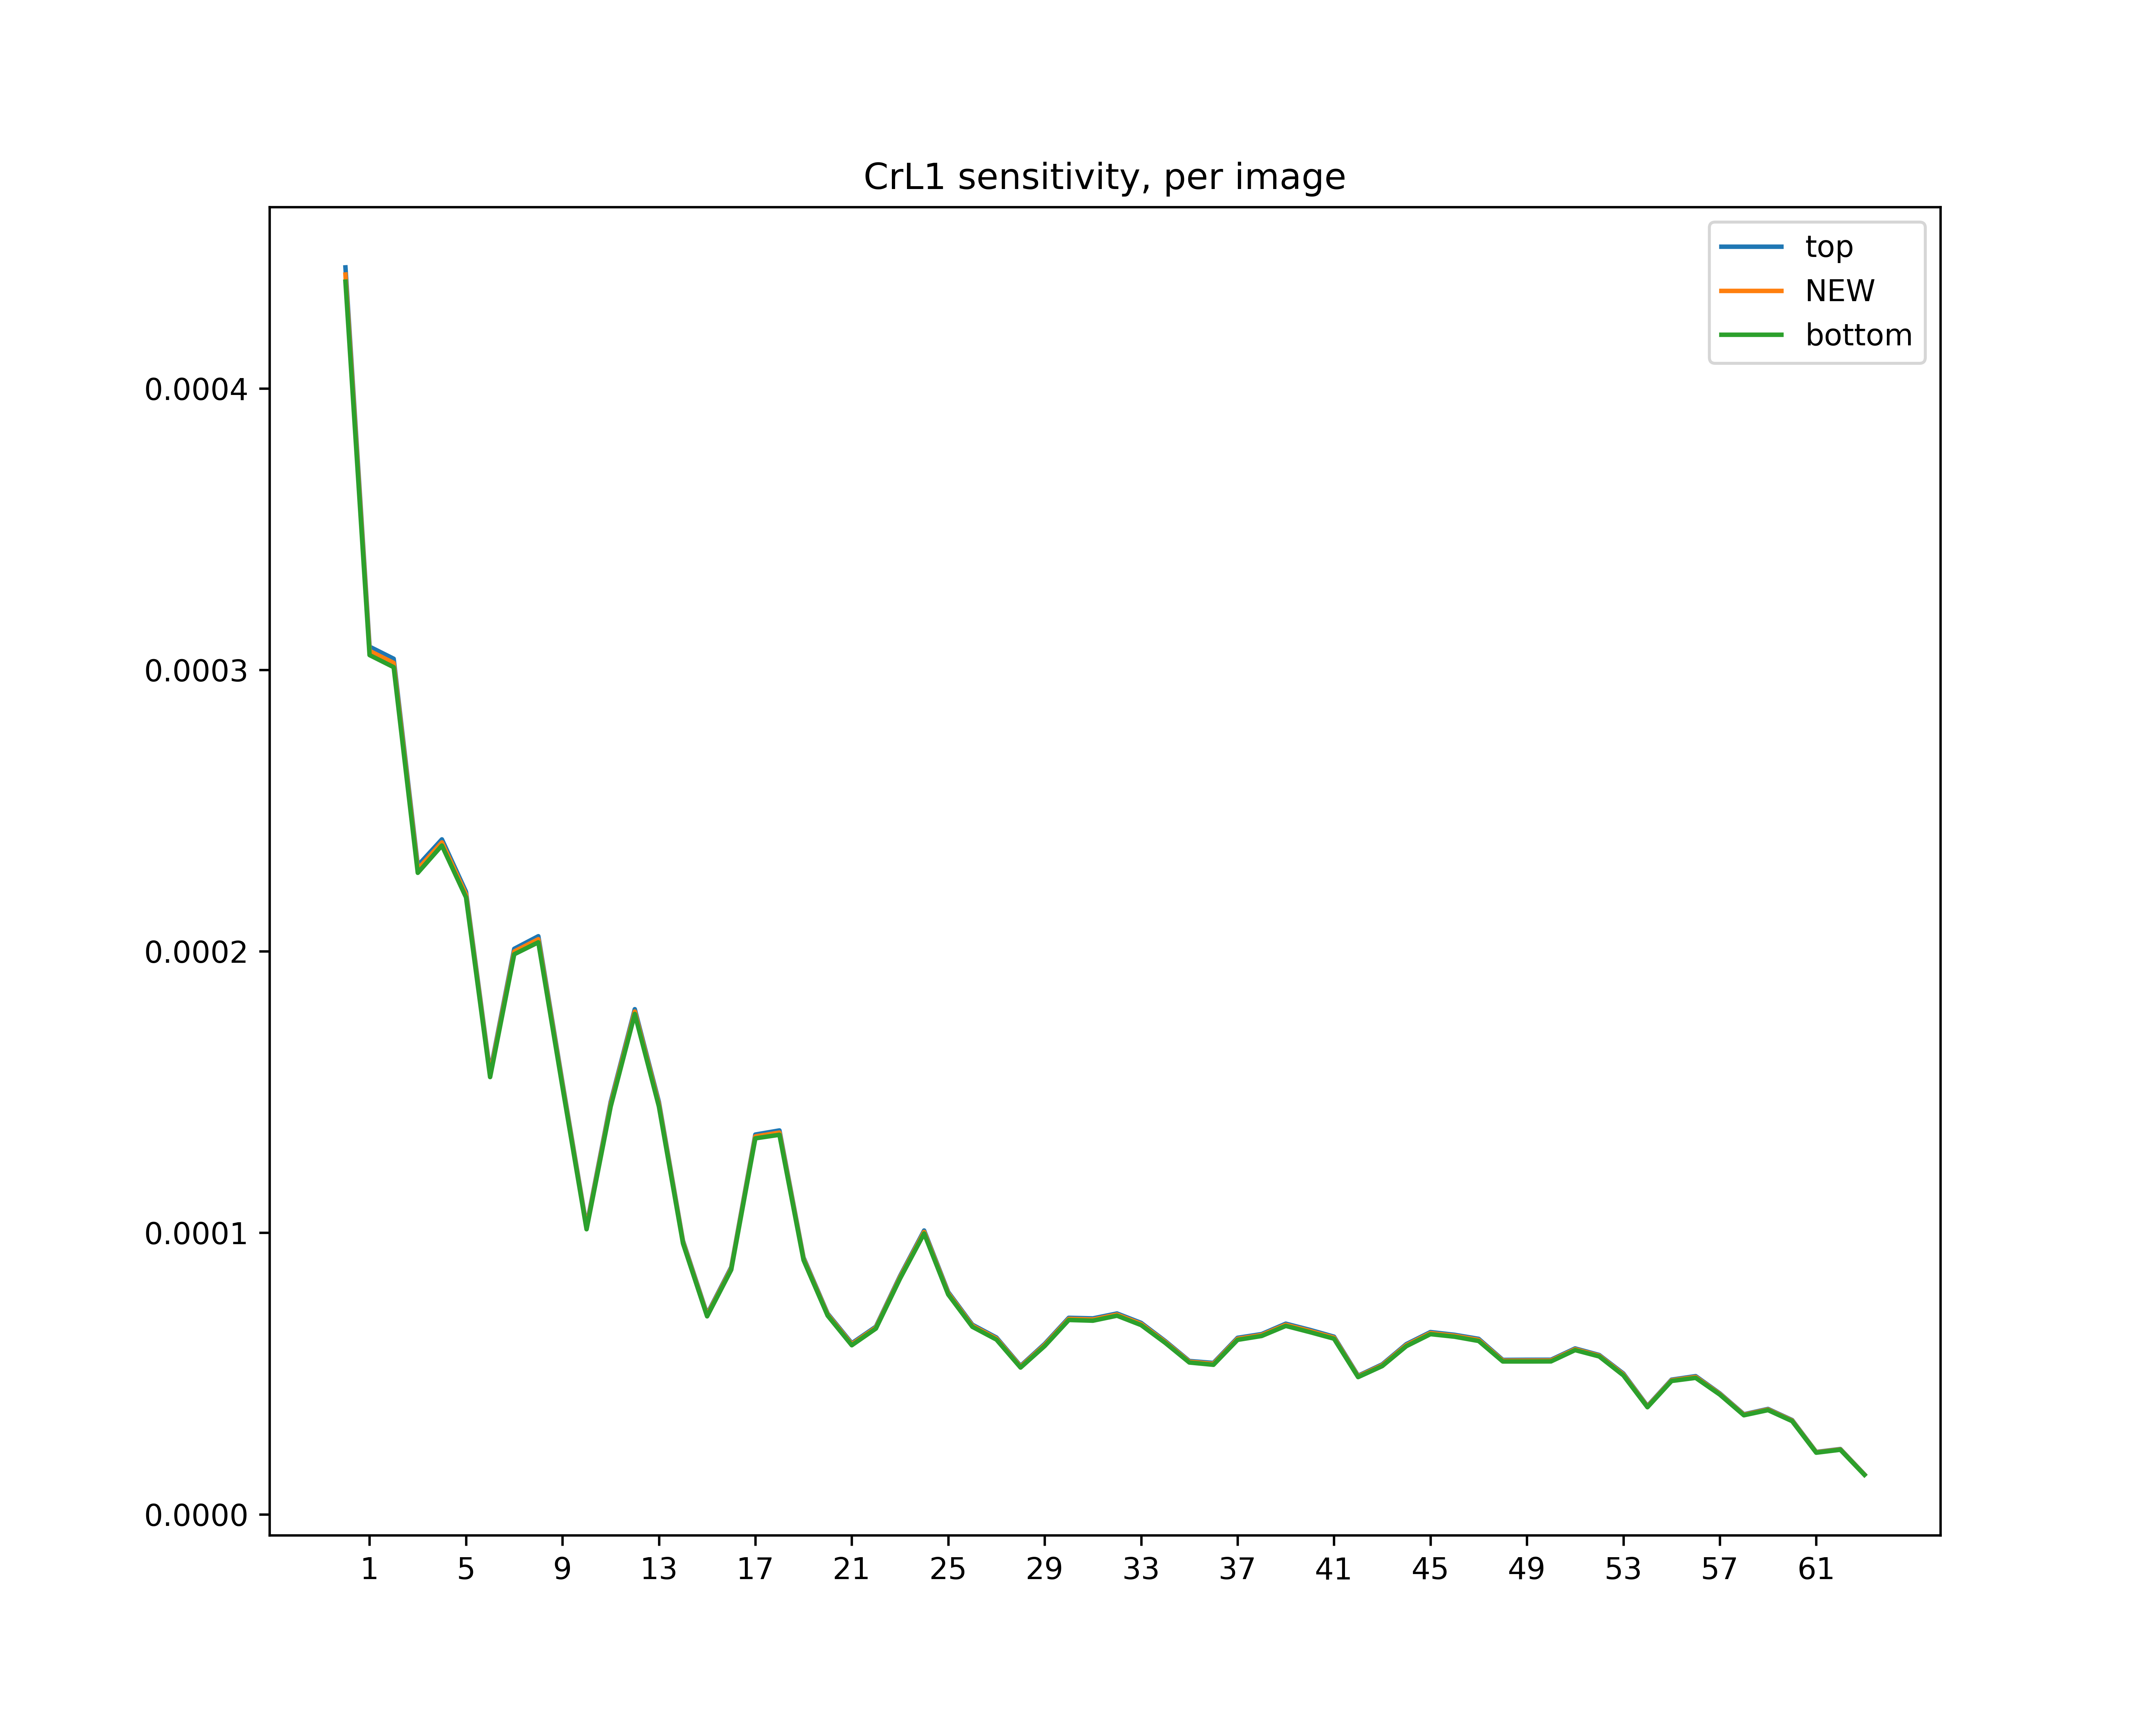 CrL1 sensitivity, per image
top
NEW
bottom
0.0004
0.0003
0.0002
0.0001
0.0000
1 5 9 13 17 21 25 29 33 37 41 45 49 53 57 61